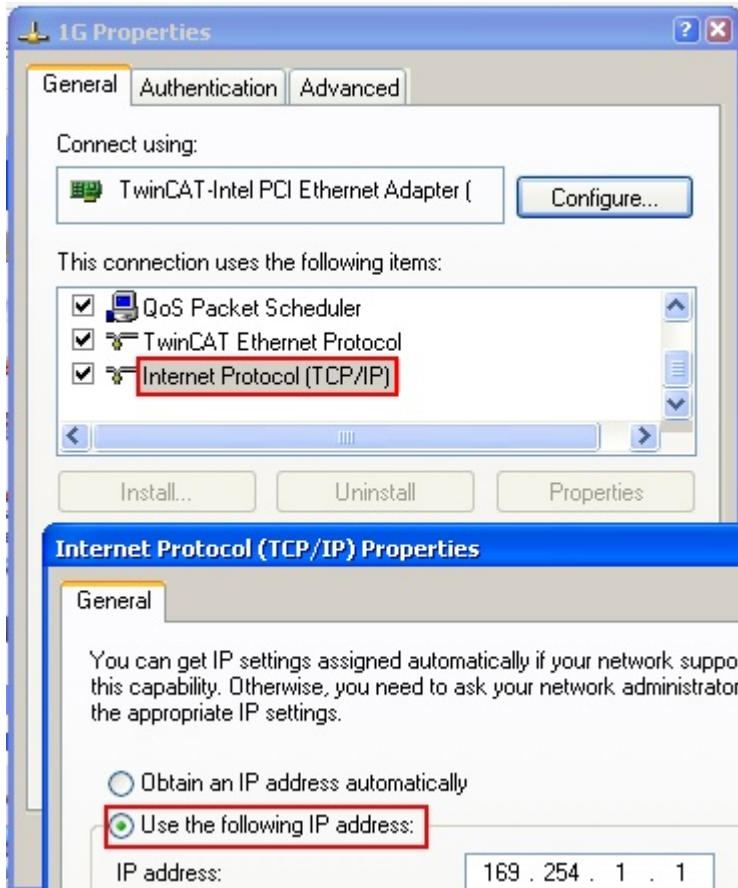 1G Properties
General Authentication Advanced
Connect using:
TwinCAT-Intel PCI Ethernet Adapter (
Configure...
This connection uses the following items:
QoS Packet Scheduler
TwinCAT Ethernet Protocol
Internet Protocol (TCP/IP)
Install... Uninstall Properties
Internet Protocol (TCP/IP) Properties
General
You can get IP settings assigned automatically if your network suppo
this capability. Otherwise, you need to ask your network administrator
the appropriate IP settings.
Obtain an IP address automatically
Use the following IP address:
IP address: 169 . 254 . 1 . 1